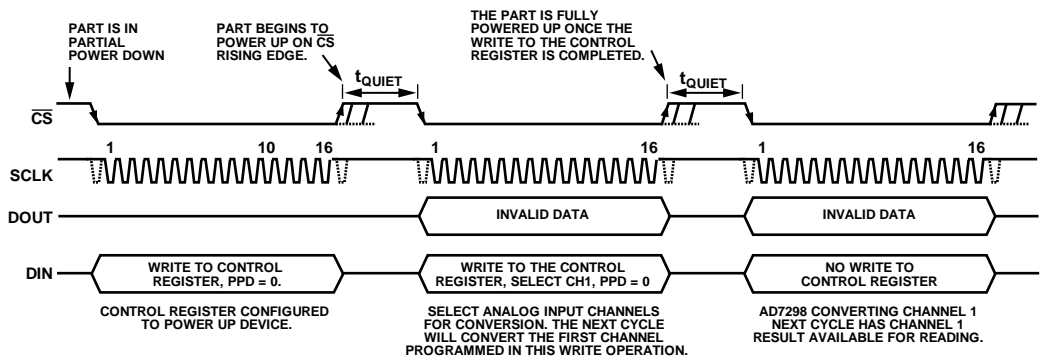 PART IS IN
PARTIAL
POWER DOWN
PART BEGINS TO
POWER UP ON CS
RISING EDGE.
THE PART IS FULLY
POWERED UP ONCE THE
WRITE TO THE CONTROL
REGISTER IS COMPLETED.
tQUIET
tQUIET
CS
1 10 16 1 16 1 16
SCLK
DOUT
INVALID DATA
INVALID DATA
DIN
WRITE TO CONTROL
REGISTER, PPD = 0.
WRITE TO THE CONTROL
REGISTER, SELECT CH1, PPD = 0
NO WRITE TO
CONTROL REGISTER
CONTROL REGISTER CONFIGURED
TO POWER UP DEVICE.
SELECT ANALOG INPUT CHANNELS
FOR CONVERSION. THE NEXT CYCLE
WILL CONVERT THE FIRST CHANNEL
PROGRAMMED IN THIS WRITE OPERATION.
AD7298 CONVERTING CHANNEL 1
NEXT CYCLE HAS CHANNEL 1
RESULT AVAILABLE FOR READING.